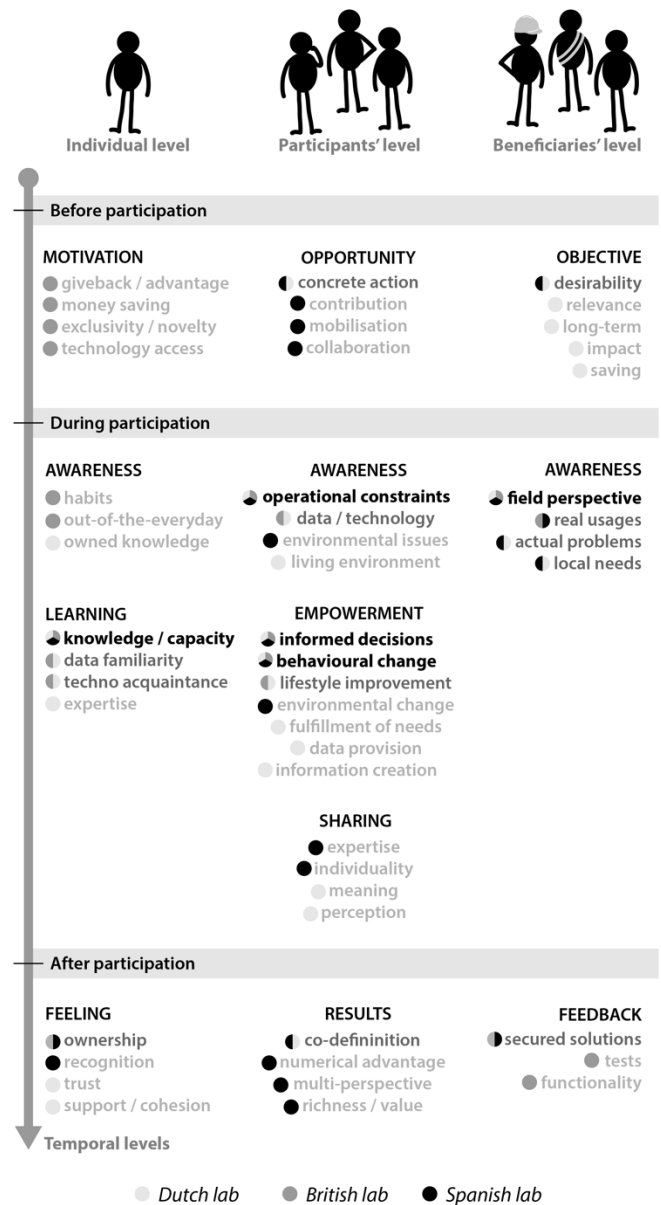 Individual level
Participants' level
Beneficiaries' level
Before participation
MOTIVATION
giveback / advantage
money saving
exclusivity / novelty
technology access
OPPORTUNITY
concrete action
contribution
mobilisation
collaboration
OBJECTIVE
desirability
relevance
long-term
impact
saving
During participation
AWARENESS
habits
out-of-the-everyday
owned knowledge
AWARENESS
operational constraints
data / technology
environmental issues
living environment
AWARENESS
field perspective
real usages
actual problems
local needs
LEARNING
knowledge / capacity
data familiarity
techno acquaintance
expertise
EMPOWERMENT
informed decisions
behavioural change
lifestyle improvement
environmental change
fulfillment of needs
data provision
information creation
SHARING
expertise
individuality
meaning
perception
After participation
FEELING
ownership
recognition
trust
support / cohesion
RESULTS
co-defininition
numerical advantage
multi-perspective
richness / value
FEEDBACK
secured solutions
tests
functionality
Temporal levels
Dutch lab
British lab
Spanish lab